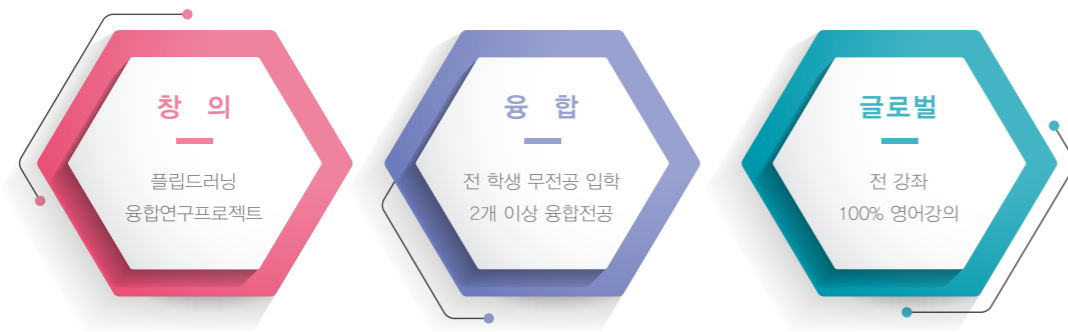 창 의
플립드러닝
융합연구프로젝트
융 합
전 학생 무전공 입학
2개 이상 융합전공
글로벌
전 강좌
100% 영어강의